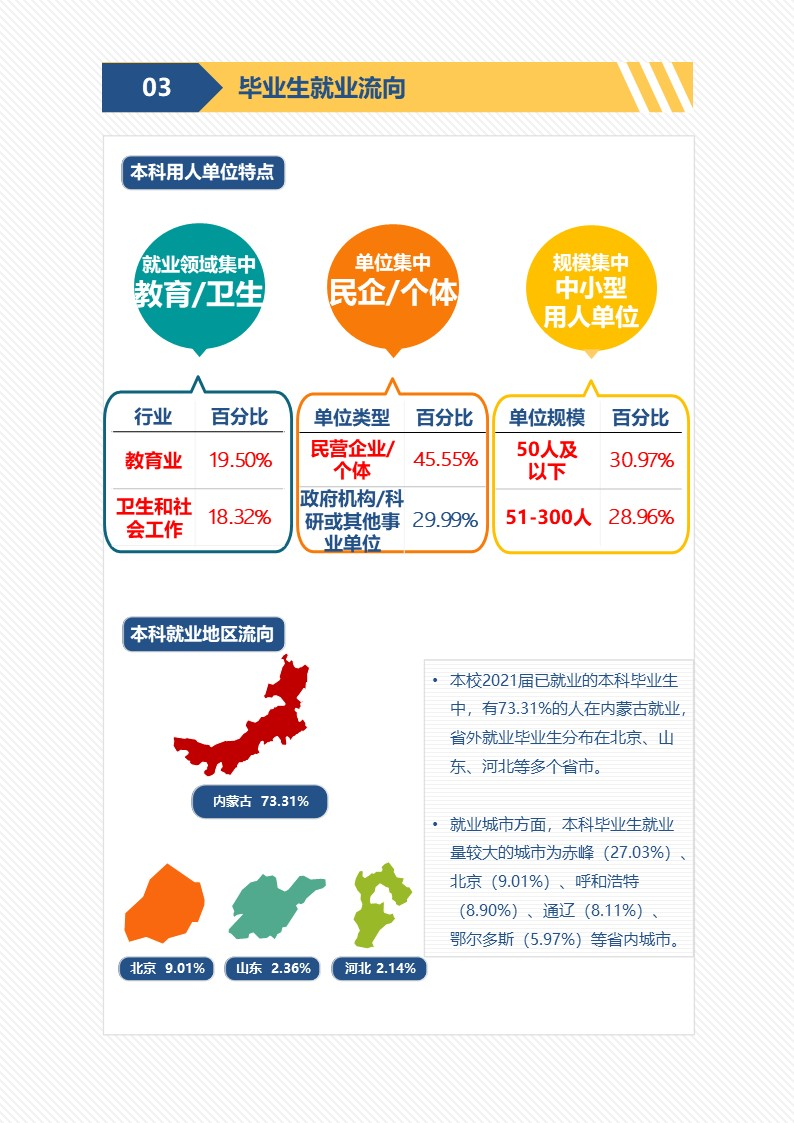 03 毕业生就业流向
本科用人单位特点
就业领域集中
教育/卫生
单位集中
民企/个体
规模集中
中小型
用人单位
行业 百分比
教育业 19.50%
卫生和社
会工作 18.32%
单位类型 百分比
民营企业/
个体 45.55%
政府机构/科
研或其他事
业单位 29.99%
单位规模 百分比
50人及
以下 30.97%
51-300人 28.96%
本科就业地区流向
内蒙古 73.31%
北京 9.01%
山东 2.36%
河北 2.14%
• 本校2021届已就业的本科毕业生
中，有73.31%的人在内蒙古就业，
省外就业毕业生分布在北京、山
东、河北等多个省市。
• 就业城市方面，本科毕业生就业
量较大的城市为赤峰（27.03%）、
北京（9.01%）、呼和浩特
（8.90%）、通辽（8.11%）、
鄂尔多斯（5.97%）等省内城市。